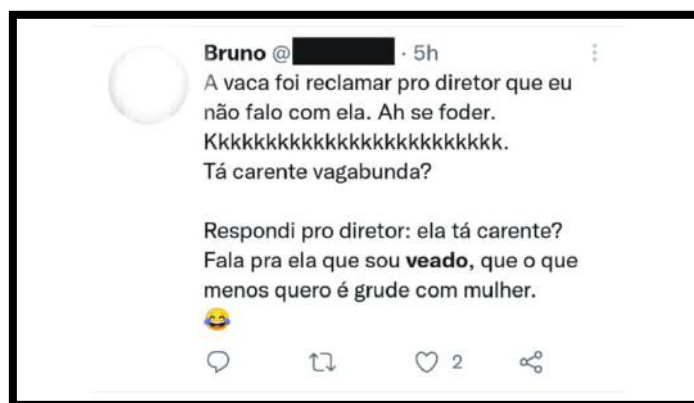 Bruno @ · 5h
A vaca foi reclamar pro diretor que eu
não falo com ela. Ah se foder.
Kkkkkkkkkkkkkkkkkkkkkkkkkk.
Tá carente vagabunda?
Respondi pro diretor: ela tá carente?
Fala pra ela que sou veado, que o que
menos quero é grude com mulher.
😂
2